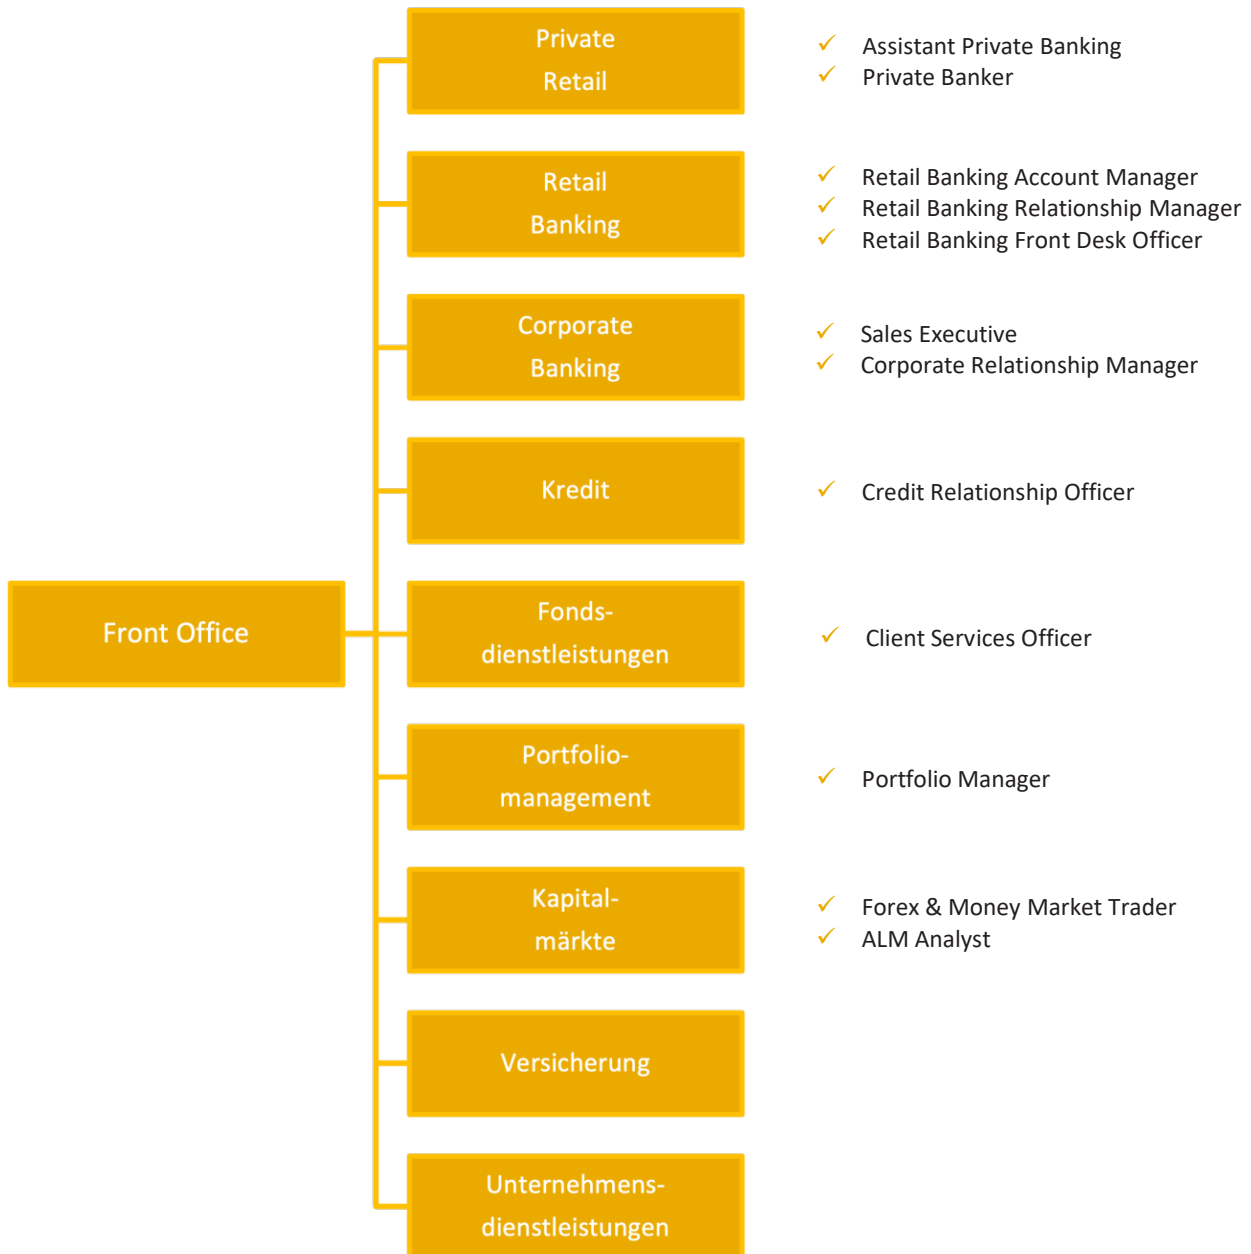 Private
Retail
✓ Assistant Private Banking
✓ Private Banker
Retail
Banking
✓ Retail Banking Account Manager
✓ Retail Banking Relationship Manager
✓ Retail Banking Front Desk Officer
Corporate
Banking
✓ Sales Executive
✓ Corporate Relationship Manager
Kredit
✓ Credit Relationship Officer
Front Office
Fonds-
dienstleistungen
✓ Client Services Officer
Portfolio-
management
✓ Portfolio Manager
Kapital-
märkte
✓ Forex & Money Market Trader
✓ ALM Analyst
Versicherung
Unternehmens-
dienstleistungen